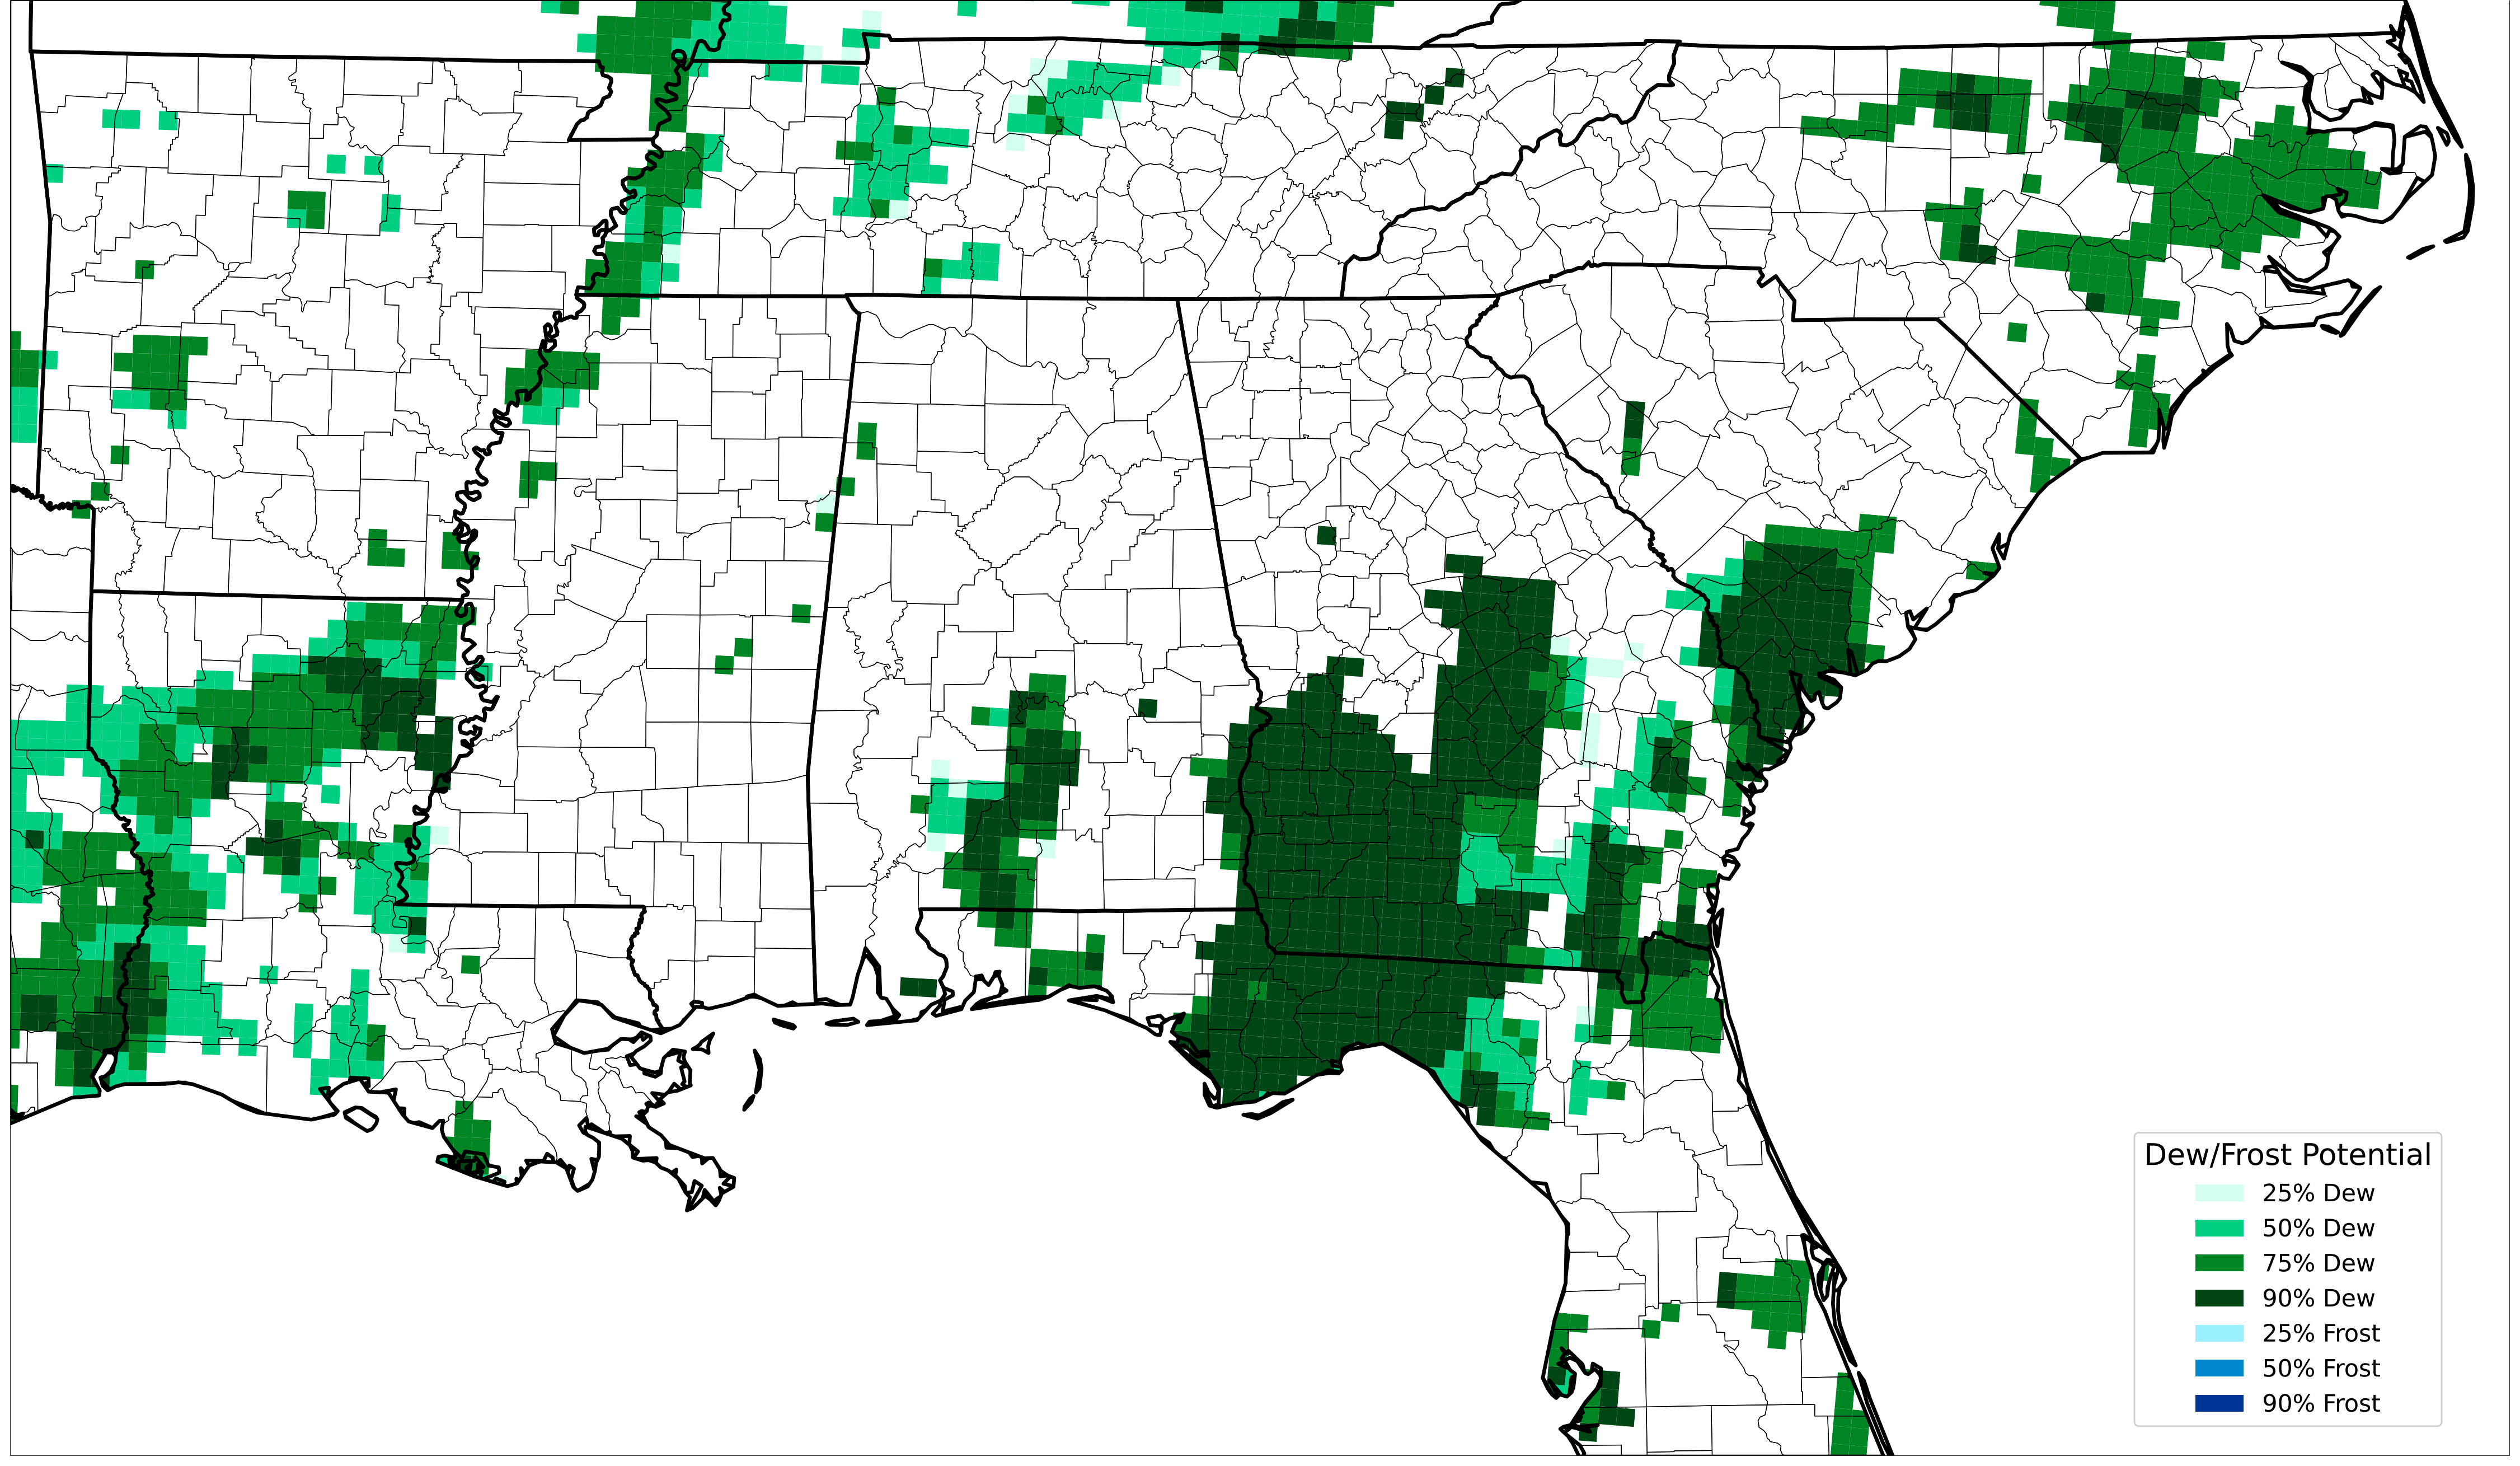 Dew/Frost Potential
25% Dew
50% Dew
75% Dew
90% Dew
25% Frost
50% Frost
90% Frost